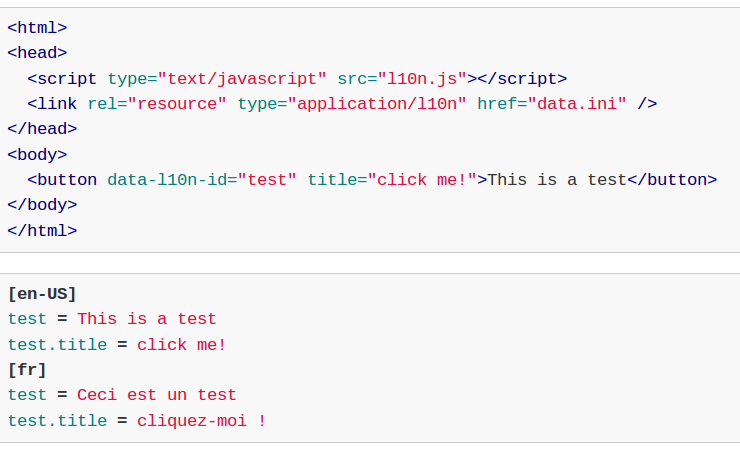 <html>
<head>
  <script type="text/javascript" src="l10n.js"></script>
  <link rel="resource" type="application/l10n" href="data.ini" />
</head>
<body>
  <button data-l10n-id="test" title="click me!">This is a test</button>
</body>
</html>
[en-US]
test = This is a test
test.title = click me!
[fr]
test = Ceci est un test
test.title = cliquez-moi !